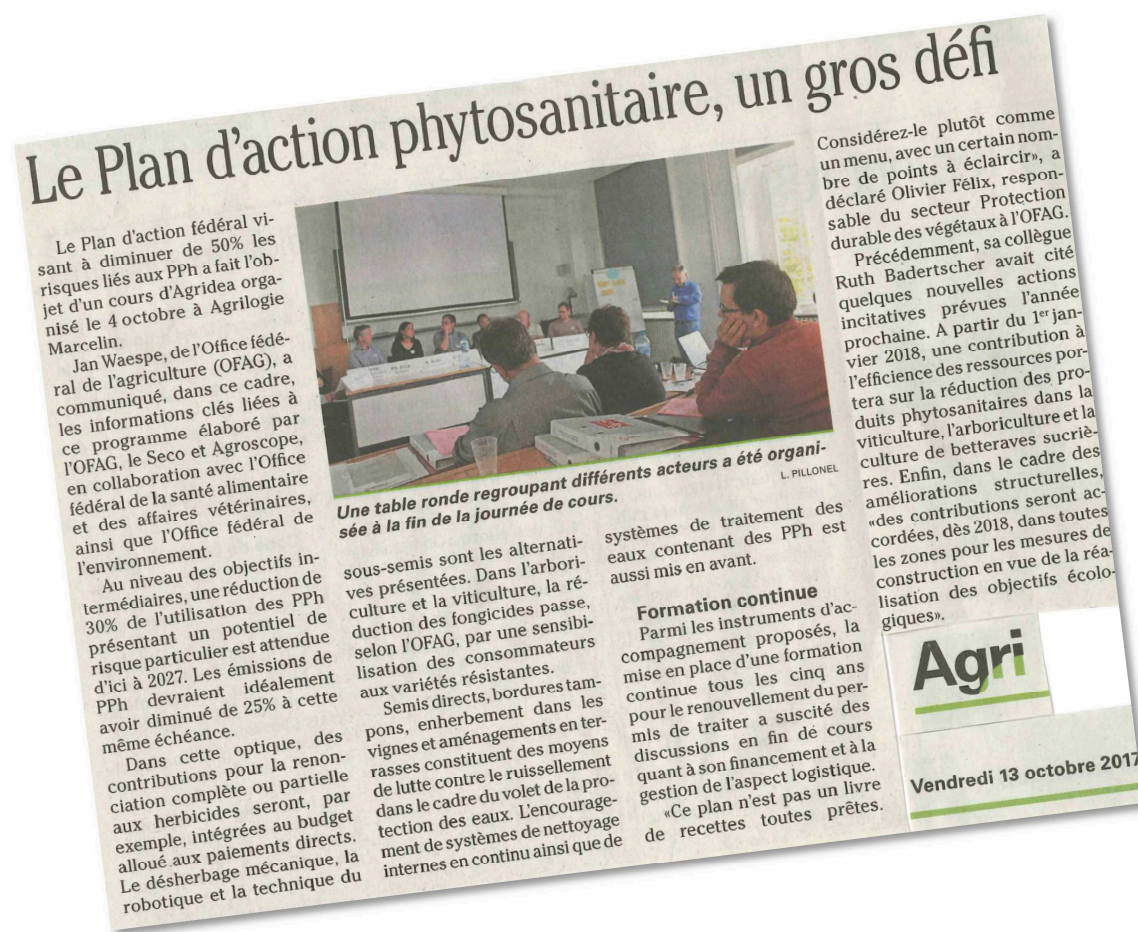 Le Plan d'action phytosanitaire, un gros défi
Le Plan d'action fédéral vi-
sant à diminuer de 50% les
risques liés aux PPh a fait l'ob-
jet d'un cours d'Agridea orga-
nisé le 4 octobre à Agrilogie
Marcelin.
Jan Waespe, de l'Office fédé-
ral de l'agriculture (OFAG), a
communiqué, dans ce cadre,
les informations clés liées à
ce programme élaboré par
l'OFAG, le Seco et Agroscope,
en collaboration avec l'Office
fédéral de la santé alimentaire
et des affaires vétérinaires,
ainsi que l'Office fédéral de
l'environnement.
Au niveau des objectifs in-
termédiaires, une réduction de
30% de l'utilisation des PPh
présentant un potentiel de
risque particulier est attendue
d'ici à 2027. Les émissions de
PPh devraient idéalement
avoir diminué de 25% à cette
même échéance.
Dans cette optique, des
contributions pour la renon-
ciation complète ou partielle
aux herbicides seront, par
exemple, intégrées au budget
alloué aux paiements directs.
Le désherbage mécanique, la
robotique et la technique du
Une table ronde regroupant différents acteurs a été organi-
sée à la fin de la journée de cours.
L. PILLONEL
sous-semis sont les alternati-
ves présentées. Dans l'arbori-
culture et la viticulture, la ré-
duction des fongicides passe,
selon l'OFAG, par une sensibi-
lisation des consommateurs
aux variétés résistantes.
Semis directs, bordures tam-
pons, enherbement dans les
vignes et aménagements en ter-
rasses constituent des moyens
de lutte contre le ruissellement
dans le cadre du volet de la pro-
tection des eaux. L'encourage-
ment de systèmes de nettoyage
internes en continu ainsi que de
systèmes de traitement des
eaux contenant des PPh est
aussi mis en avant.
Formation continue
Parmi les instruments d'ac-
compagnement proposés, la
mise en place d'une formation
continue tous les cinq ans
pour le renouvellement du per-
mis de traiter a suscité des
discussions en fin de cours
quant à son financement et à la
gestion de l'aspect logistique.
«Ce plan n'est pas un livre
de recettes toutes prêtes.
Considérez-le plutôt comme
un menu, avec un certain nom-
bre de points à éclaircir», a
déclaré Olivier Félix, respon-
sable du secteur Protection
durable des végétaux à l'OFAG.
Précédemment, sa collègue
Ruth Badertscher avait cité
quelques nouvelles actions
incitatives prévues l'année
prochaine. A partir du 1er jan-
vier 2018, une contribution à
l'efficience des ressources por-
tera sur la réduction des pro-
duits phytosanitaires dans la
viticulture, l'arboriculture et la
culture de betteraves sucriè-
res. Enfin, dans le cadre des
améliorations structurelles,
«des contributions seront ac-
cordées, dès 2018, dans toutes
les zones pour les mesures de
construction en vue de la réa-
lisation des objectifs écolo-
giques».
Agri
Vendredi 13 octobre 2017